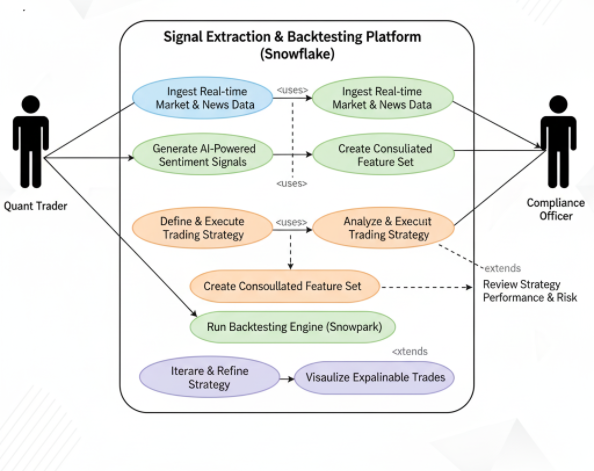 Signal Extraction & Backtesting Platform
(Snowflake)
Ingest Real-time
Market & News Data
<uses>
Ingest Real-time
Market & News Data
Generate AI-Powered
Sentiment Signals
Create Consuliated
Feature Set
<uses>
Quant Trader
Compliance
Officer
Define & Execute
Trading Strategy
<uses>
Analyze & Execuit
Trading Strategy
extends
Review Strategy
Performance & Risk
Create Consoullated Feature Set
Run Backtesting Engine (Snowpark)
<xtends
Iterare & Refine
Strategy
Visaulize Expalinable Trades